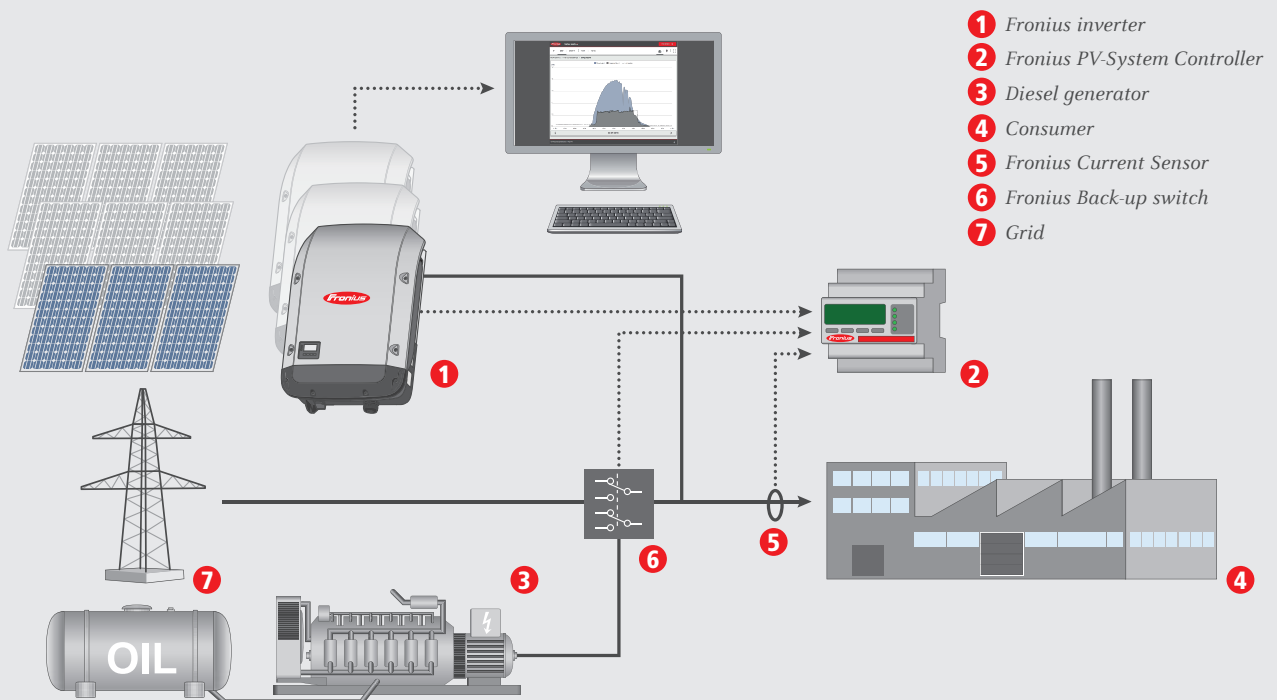 1 Fronius inverter
2 Fronius PV-System Controller
3 Diesel generator
4 Consumer
5 Fronius Current Sensor
6 Fronius Back-up switch
7 Grid
Fronius
1
Fronius
2
7
6
5
4
3
OIL